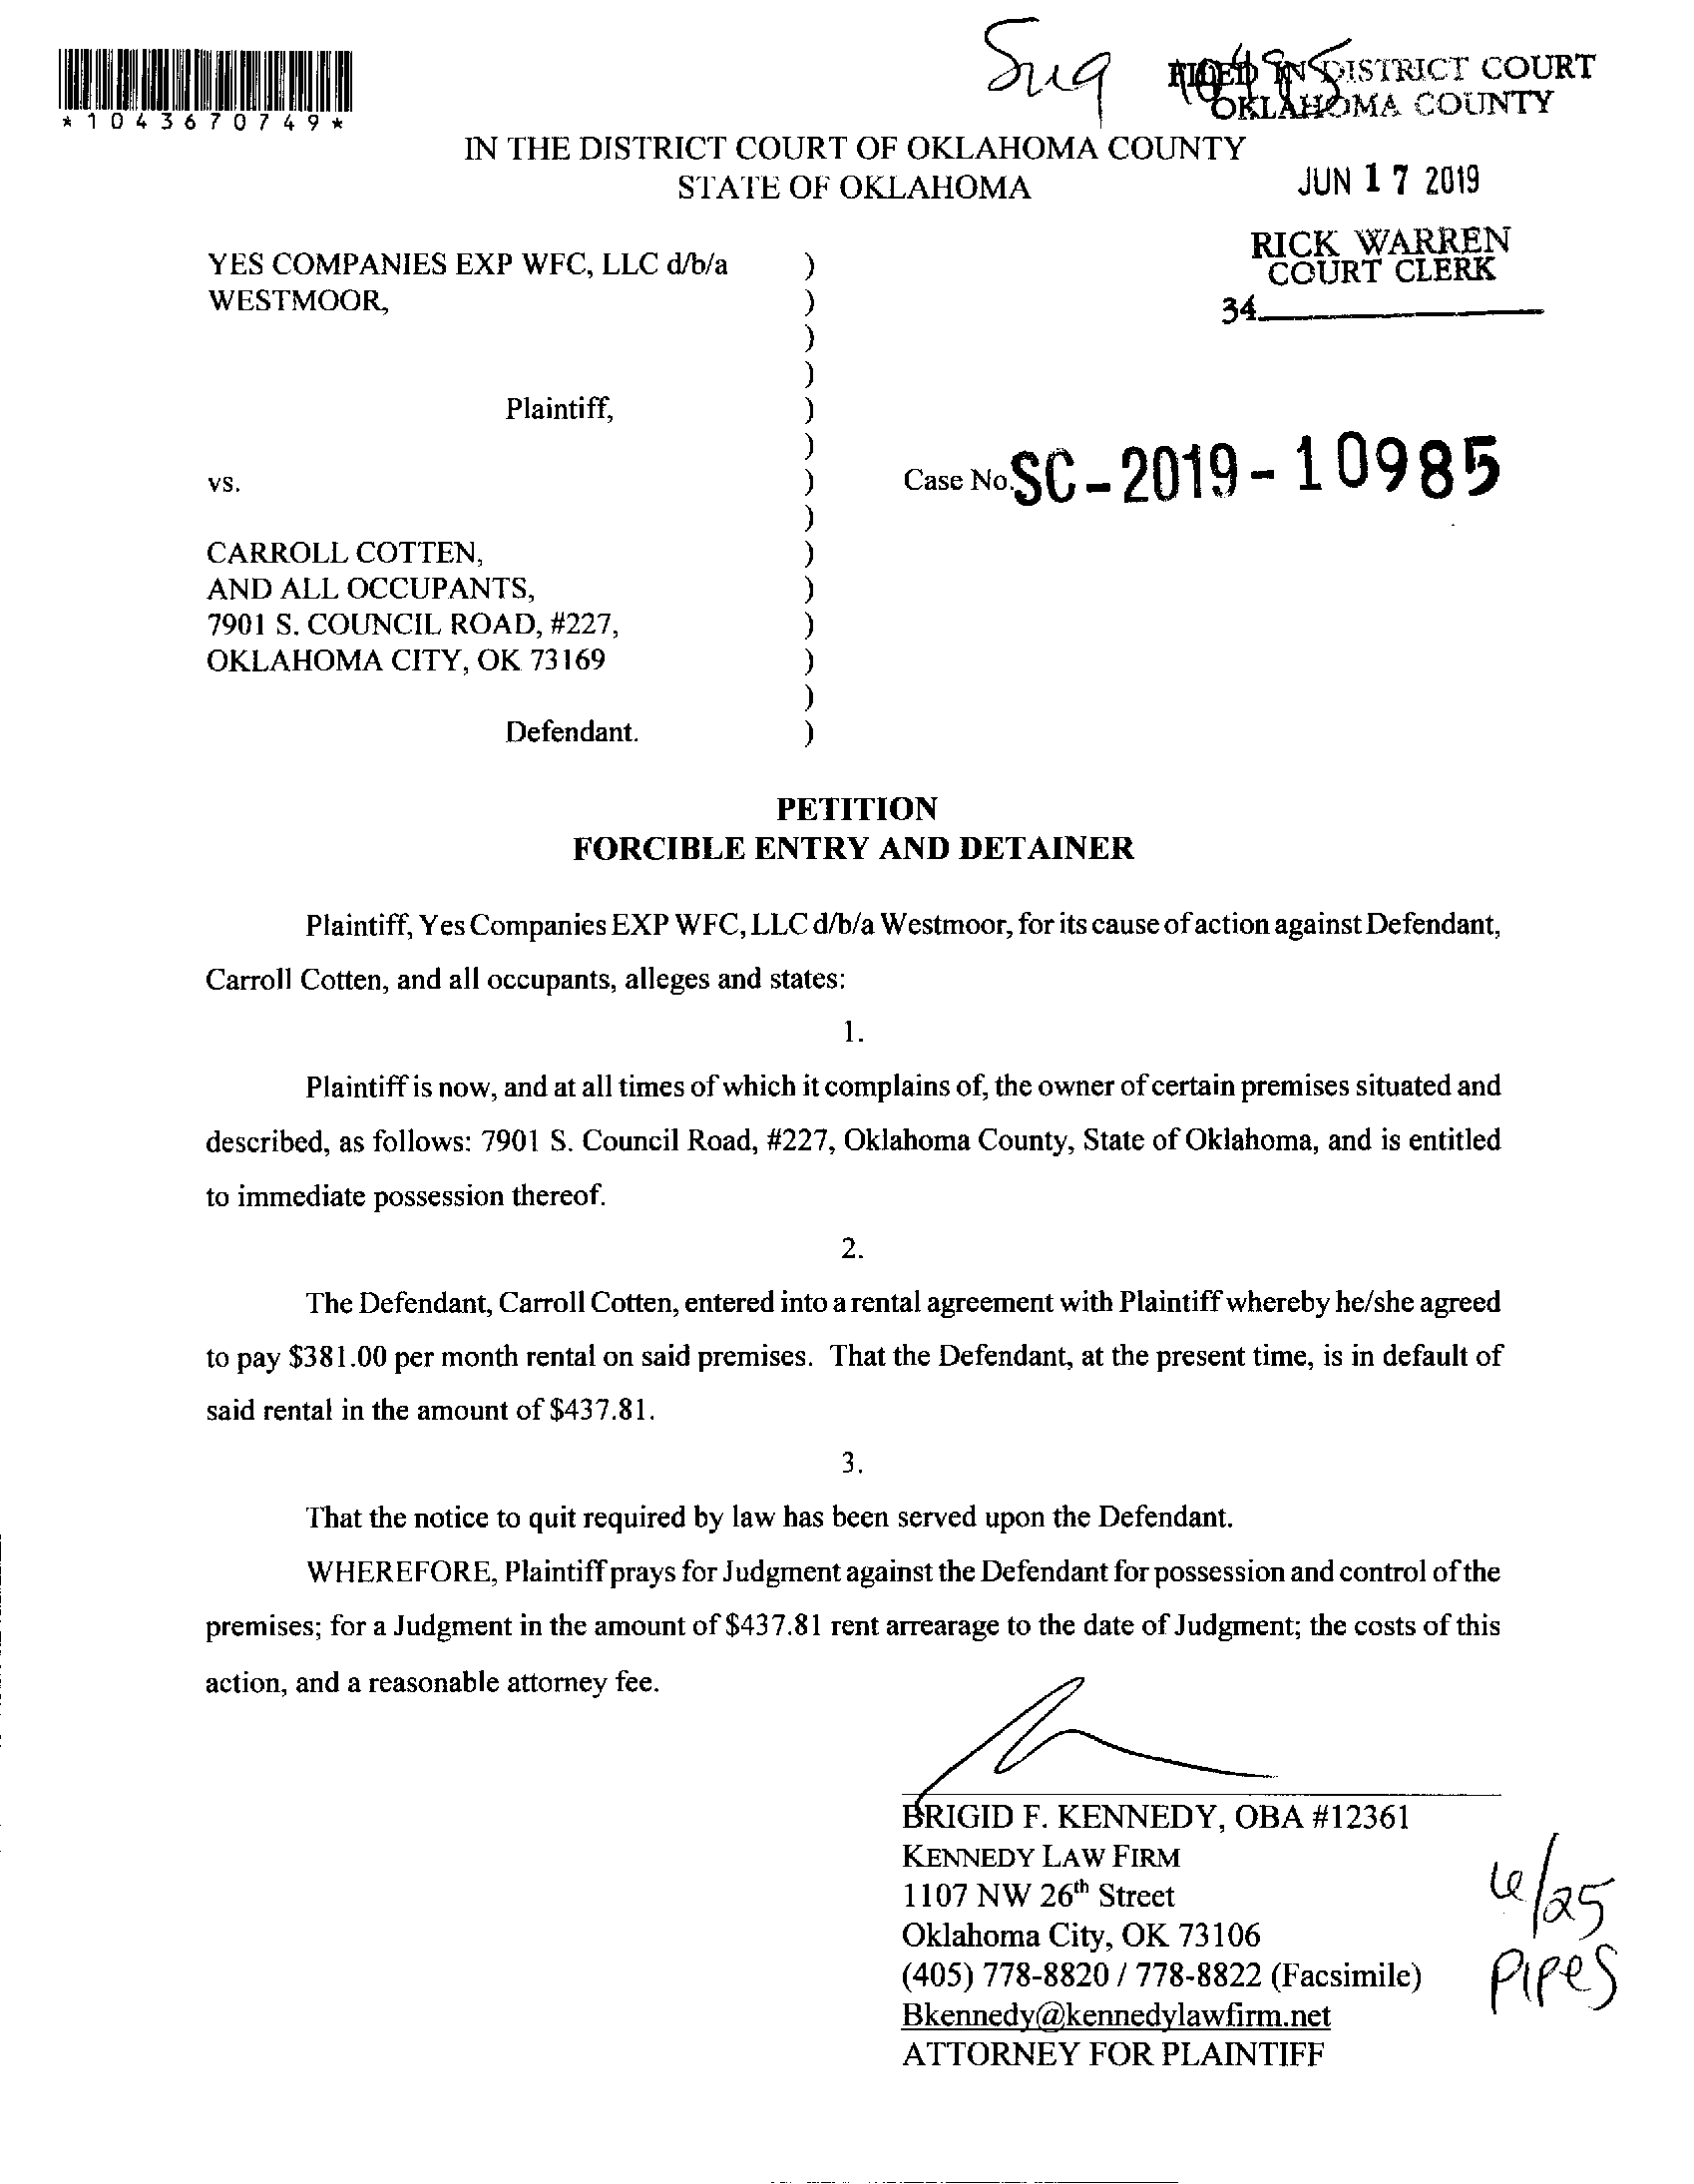 *1043670749*
FILED IN DISTRICT COURT
OKLAHOMA COUNTY
IN THE DISTRICT COURT OF OKLAHOMA COUNTY
STATE OF OKLAHOMA
JUN 17 2019
RICK WARREN
COURT CLERK
34
YES COMPANIES EXP WFC, LLC d/b/a )
WESTMOOR, )
)
)
Plaintiff, )
)
vs. ) Case No. SC-2019-10985
)
CARROLL COTTEN, )
AND ALL OCCUPANTS, )
7901 S. COUNCIL ROAD, #227, )
OKLAHOMA CITY, OK 73169 )
)
Defendant. )
PETITION
FORCIBLE ENTRY AND DETAINER
Plaintiff, Yes Companies EXP WFC, LLC d/b/a Westmoor, for its cause of action against Defendant,
Carroll Cotten, and all occupants, alleges and states:
1.
Plaintiff is now, and at all times of which it complains of, the owner of certain premises situated and
described, as follows: 7901 S. Council Road, #227, Oklahoma County, State of Oklahoma, and is entitled
to immediate possession thereof.
2.
The Defendant, Carroll Cotten, entered into a rental agreement with Plaintiff whereby he/she agreed
to pay $381.00 per month rental on said premises. That the Defendant, at the present time, is in default of
said rental in the amount of $437.81.
3.
That the notice to quit required by law has been served upon the Defendant.
WHEREFORE, Plaintiff prays for Judgment against the Defendant for possession and control of the
premises; for a Judgment in the amount of $437.81 rent arrearage to the date of Judgment; the costs of this
action, and a reasonable attorney fee.
BRIGID F. KENNEDY, OBA #12361
KENNEDY LAW FIRM
1107 NW 26th Street
Oklahoma City, OK 73106
(405) 778-8820 / 778-8822 (Facsimile)
Bkennedy@kennedylawfirm.net
ATTORNEY FOR PLAINTIFF
6/25
PIPES